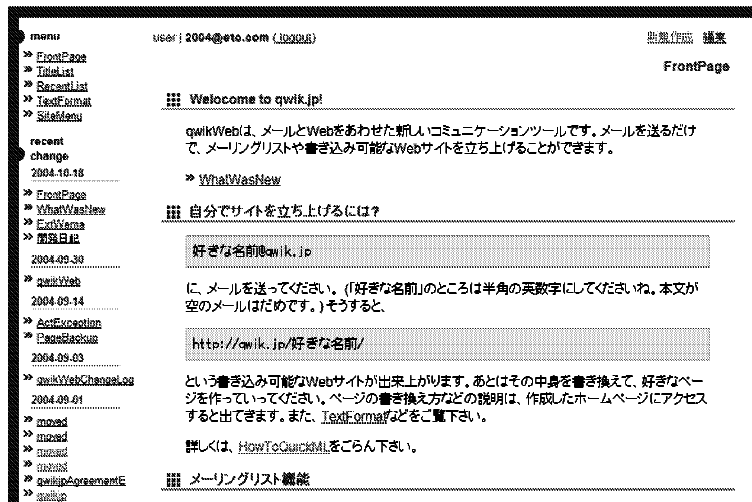 menu
» FrontPage
» TitleList
» RecentList
» TextFormat
» SiteMenu
recent
change
2004-10-18
» FrontPage
» WhatWasNew
» ExtWema
» 開発日記
2004-09-30
» qwikWeb
2004-09-14
» ActException
» PageBackup
2004-09-03
» qwikWebChangeLog
2004-09-01
» moved
» moved
» moved
» moved
» qwikjpAgreementE
user | 2004@eto.com (logout)
新規作成 編集
FrontPage
Welocome to qwik.jp!
qwikWebは、メールとWebをあわせた新しいコミュニケーションツールです。メールを送るだけ
で、メーリングリストや書き込み可能なWebサイトを立ち上げることができます。
» WhatWasNew
自分でサイトを立ち上げるには?
好きな名前@qwik.jp
に、メールを送ってください。(「好きな名前」のところは半角の英数字にしてくださいね。本文が
空のメールはだめです。)そうすると、
http://qwik.jp/好きな名前/
という書き込み可能なWebサイトが出来上がります。あとはその中身を書き換えて、好きなペー
ジを作っていってください。ページの書き換え方などの説明は、作成したホームページにアクセス
すると出てきます。また、TextFormatなどをご覧下さい。
詳しくは、HowToQuickMLをごらん下さい。
メーリングリスト機能